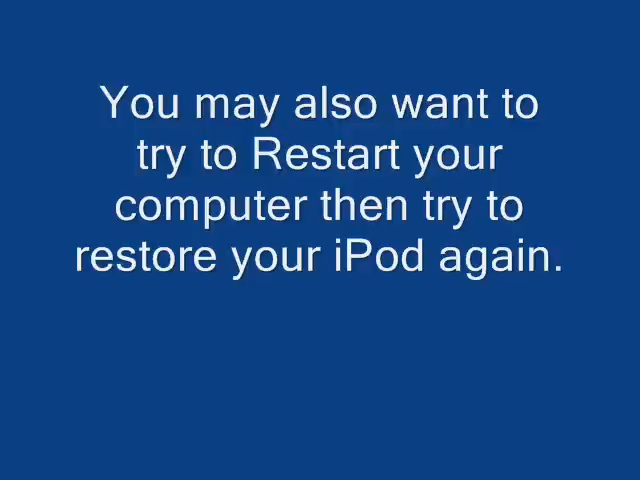 You may also want to
try to Restart your
computer then try to
restore your iPod again.